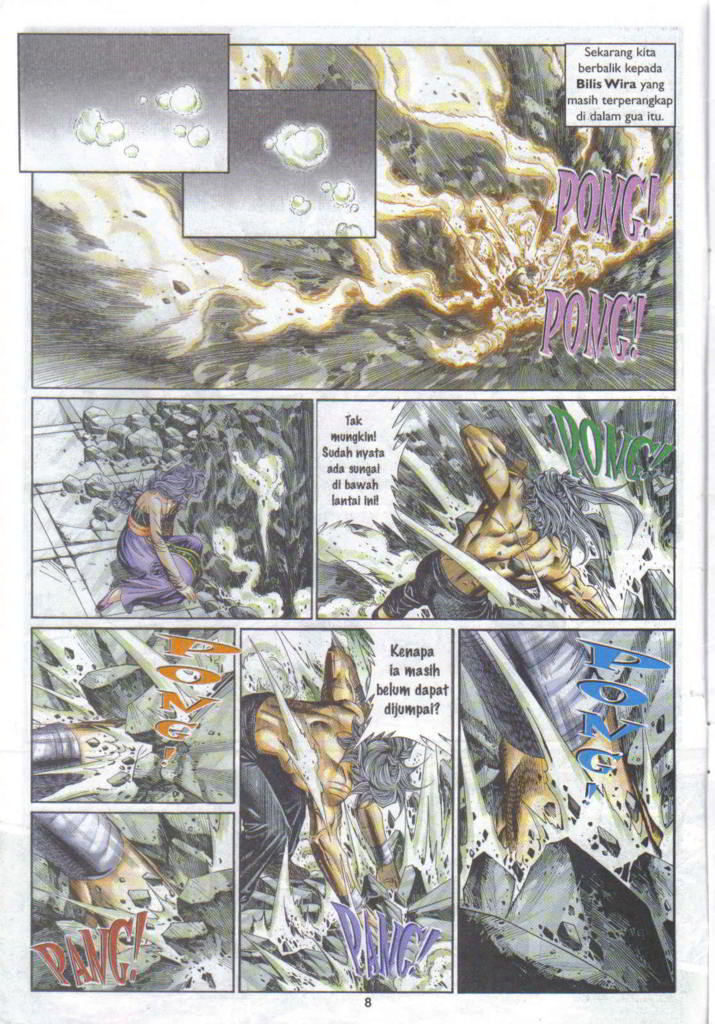 Sekarang kita
berbalik kepada
Bilis Wira yang
masih terperangkap
di dalam gua itu.
PONG!
PONG!
Tak
mungkin!
Sudah nyata
ada sungai
di bawah
lantai ini!
PONG!
PONG!
Kenapa
ia masih
belum dapat
dijumpai?
PONG!
PANG!
PANG!
8